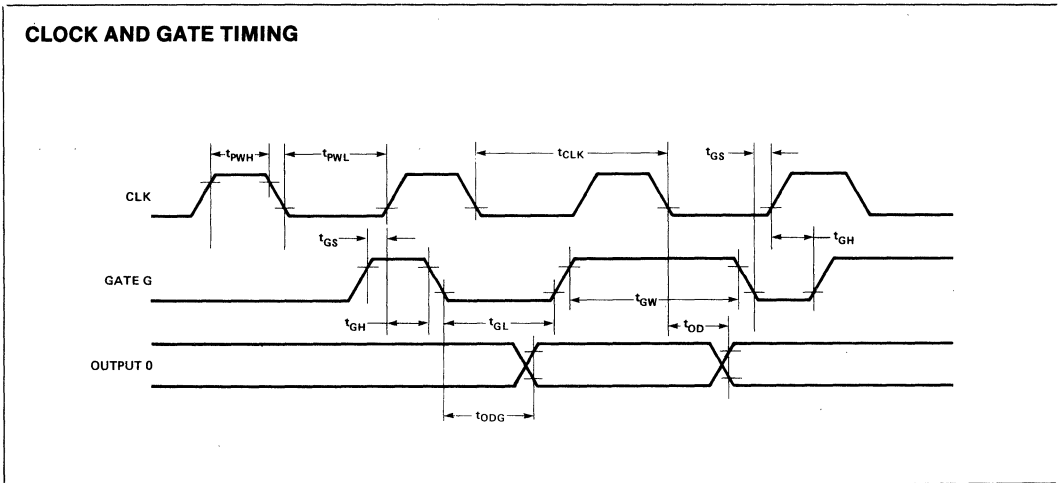 CLOCK AND GATE TIMING
tPWH tPWL tCLK tGS
CLK
tGS tGH
GATE G
tGW
tGH tGL tOD
OUTPUT 0
tODG